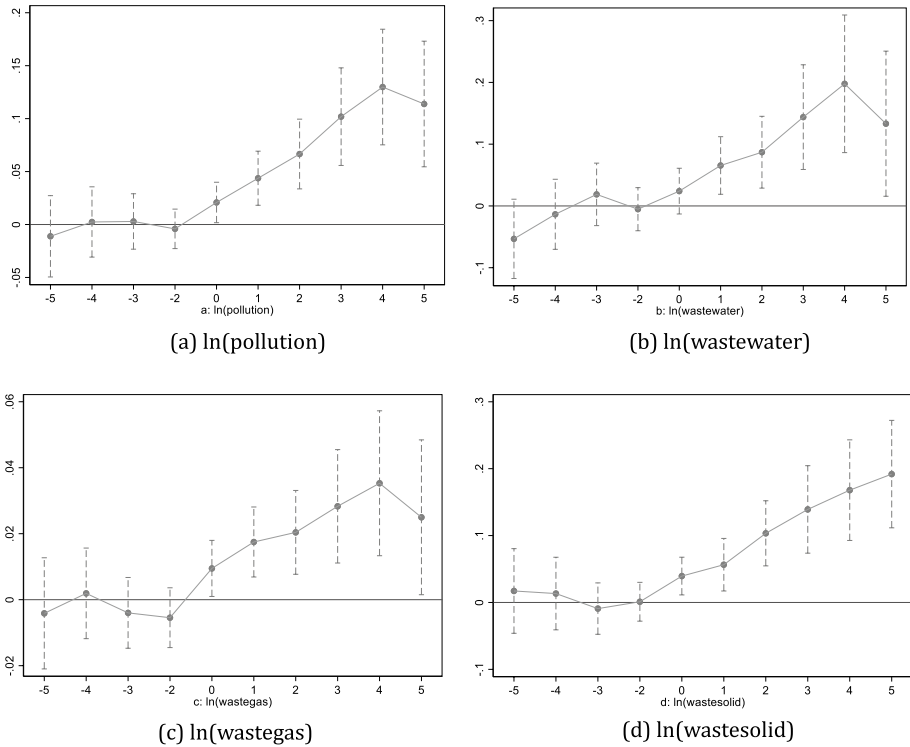 .2
.15
.1
.05
0
-.05
-5 -4 -3 -2 0 1 2 3 4 5
a: ln(pollution)
(a) ln(pollution)
.3
.2
.1
0
-.1
-5 -4 -3 -2 0 1 2 3 4 5
b: ln(wastewater)
(b) ln(wastewater)
.06
.04
.02
0
-.02
-5 -4 -3 -2 0 1 2 3 4 5
c: ln(wastegas)
(c) ln(wastegas)
.3
.2
.1
0
-.1
-5 -4 -3 -2 0 1 2 3 4 5
d: ln(wastesolid)
(d) ln(wastesolid)